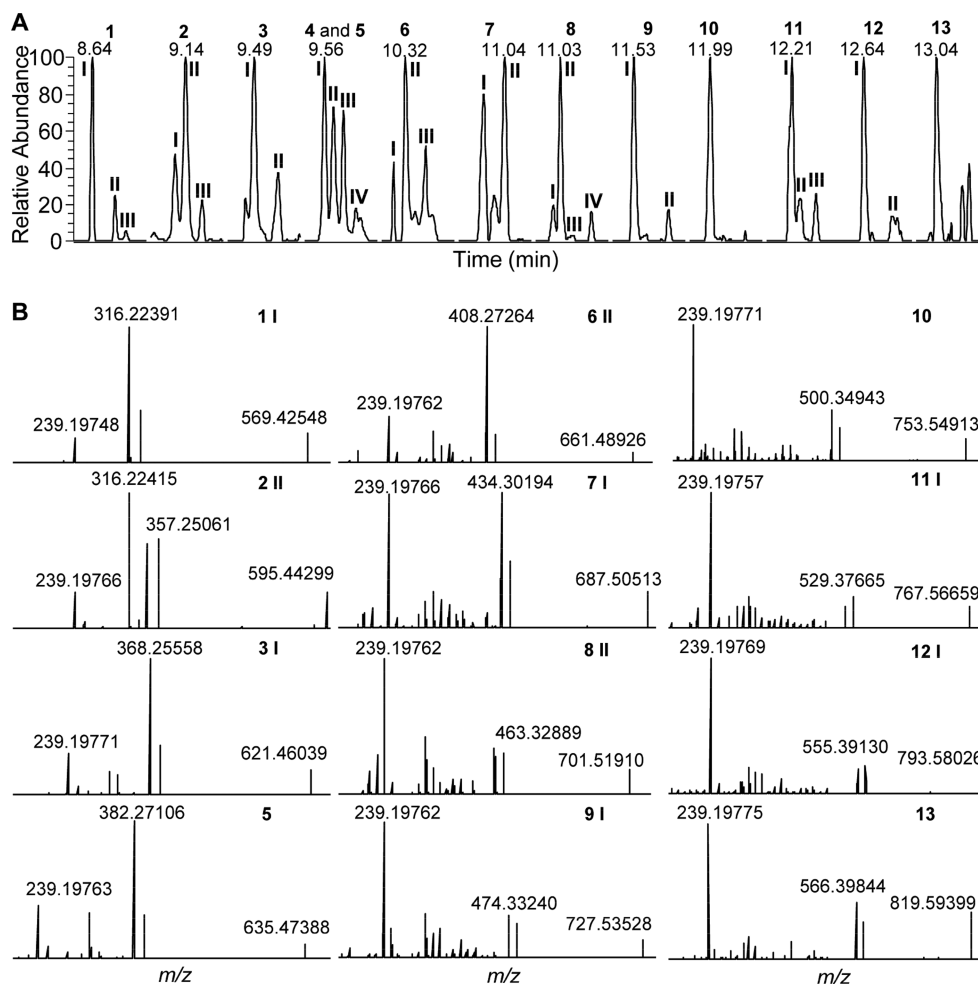 A
1 2 3 4 and 5 6 7 8 9 10 11 12 13
8.64 9.14 9.49 9.56 10.32 11.04 11.03 11.53 11.99 12.21 12.64 13.04
Relative Abundance
100
80
60
40
20
0
I II III
I II III
I II
I II III IV
I II III
I II
I II III IV
I II
I II III
I II
Time (min)
B
316.22391 1 I
239.19748
569.42548
316.22415 2 II
357.25061
239.19766
595.44299
368.25558 3 I
239.19771
621.46039
382.27106 5
239.19763
635.47388
m/z
408.27264 6 II
239.19762
661.48926
239.19766 434.30194 7 I
687.50513
239.19762 8 II
463.32889
701.51910
239.19762 9 I
474.33240
727.53528
m/z
239.19771 10
500.34943
753.54913
239.19757 11 I
529.37665
767.56659
239.19769 12 I
555.39130
793.58026
239.19775 13
566.39844
819.59399
m/z